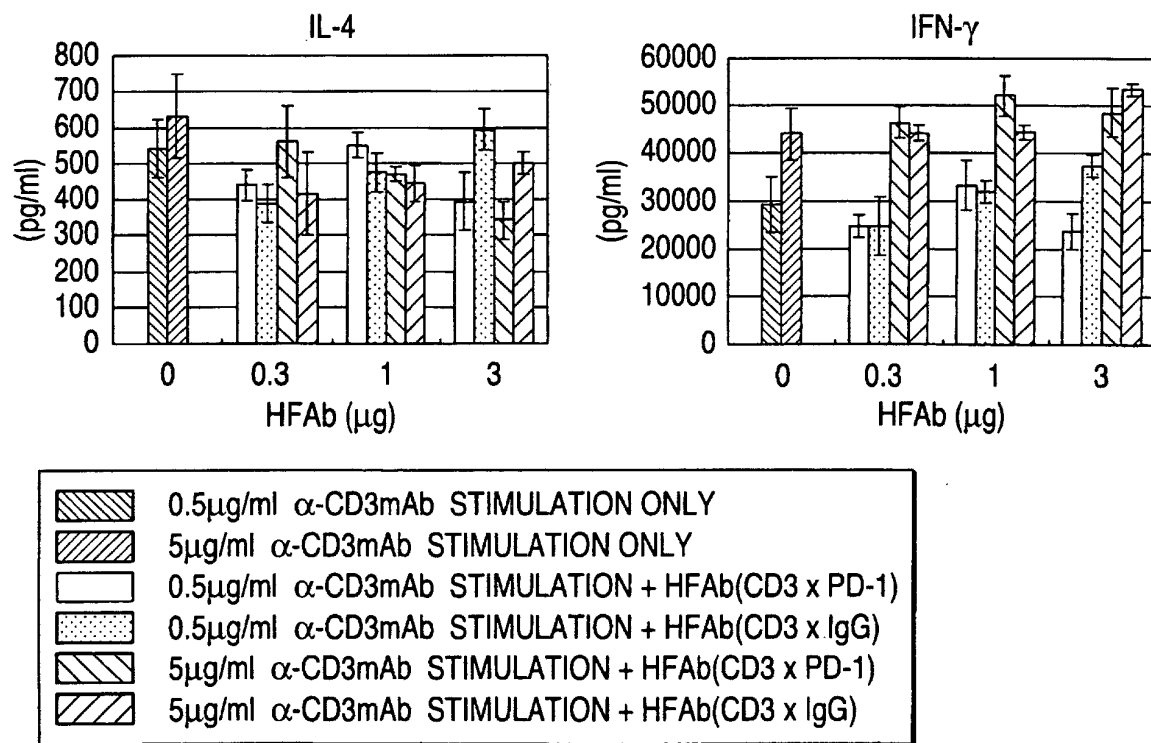 IL-4
800
700
600
500
400
300
200
100
0
(pg/ml)
0 0.3 1 3
HFAb (μg)
IFN-γ
60000
50000
40000
30000
20000
10000
0
(pg/ml)
0 0.3 1 3
HFAb (μg)
0.5μg/ml α-CD3mAb STIMULATION ONLY
5μg/ml α-CD3mAb STIMULATION ONLY
0.5μg/ml α-CD3mAb STIMULATION + HFAb(CD3 x PD-1)
0.5μg/ml α-CD3mAb STIMULATION + HFAb(CD3 x IgG)
5μg/ml α-CD3mAb STIMULATION + HFAb(CD3 x PD-1)
5μg/ml α-CD3mAb STIMULATION + HFAb(CD3 x IgG)